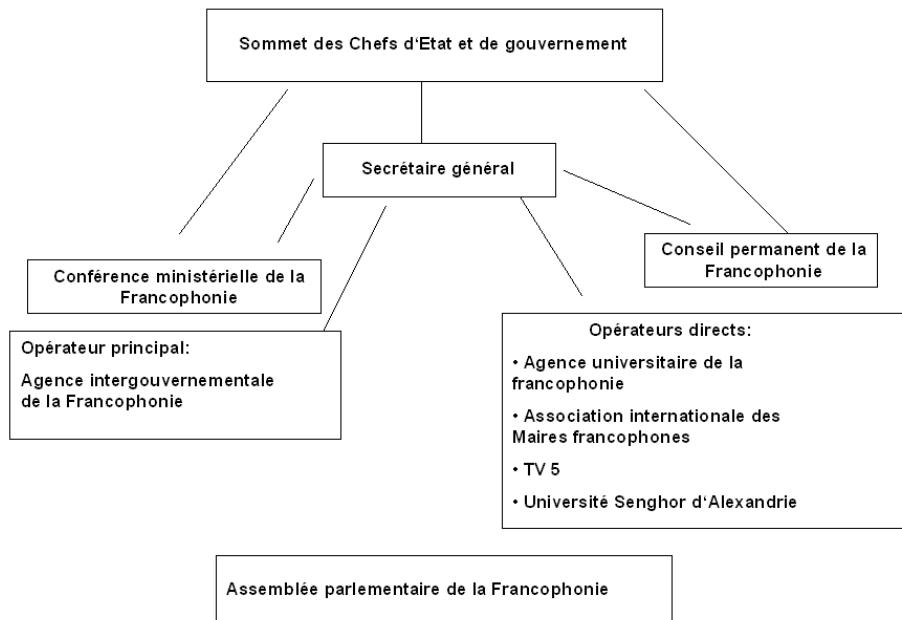 Sommet des Chefs d‘Etat et de gouvernement
Secrétaire général
Conférence ministérielle de la
Francophonie
Conseil permanent de la
Francophonie
Opérateur principal:
Agence intergouvernementale
de la Francophonie
Opérateurs directs:
• Agence universitaire de la
francophonie
• Association internationale des
Maires francophones
• TV 5
• Université Senghor d‘Alexandrie
Assemblée parlementaire de la Francophonie